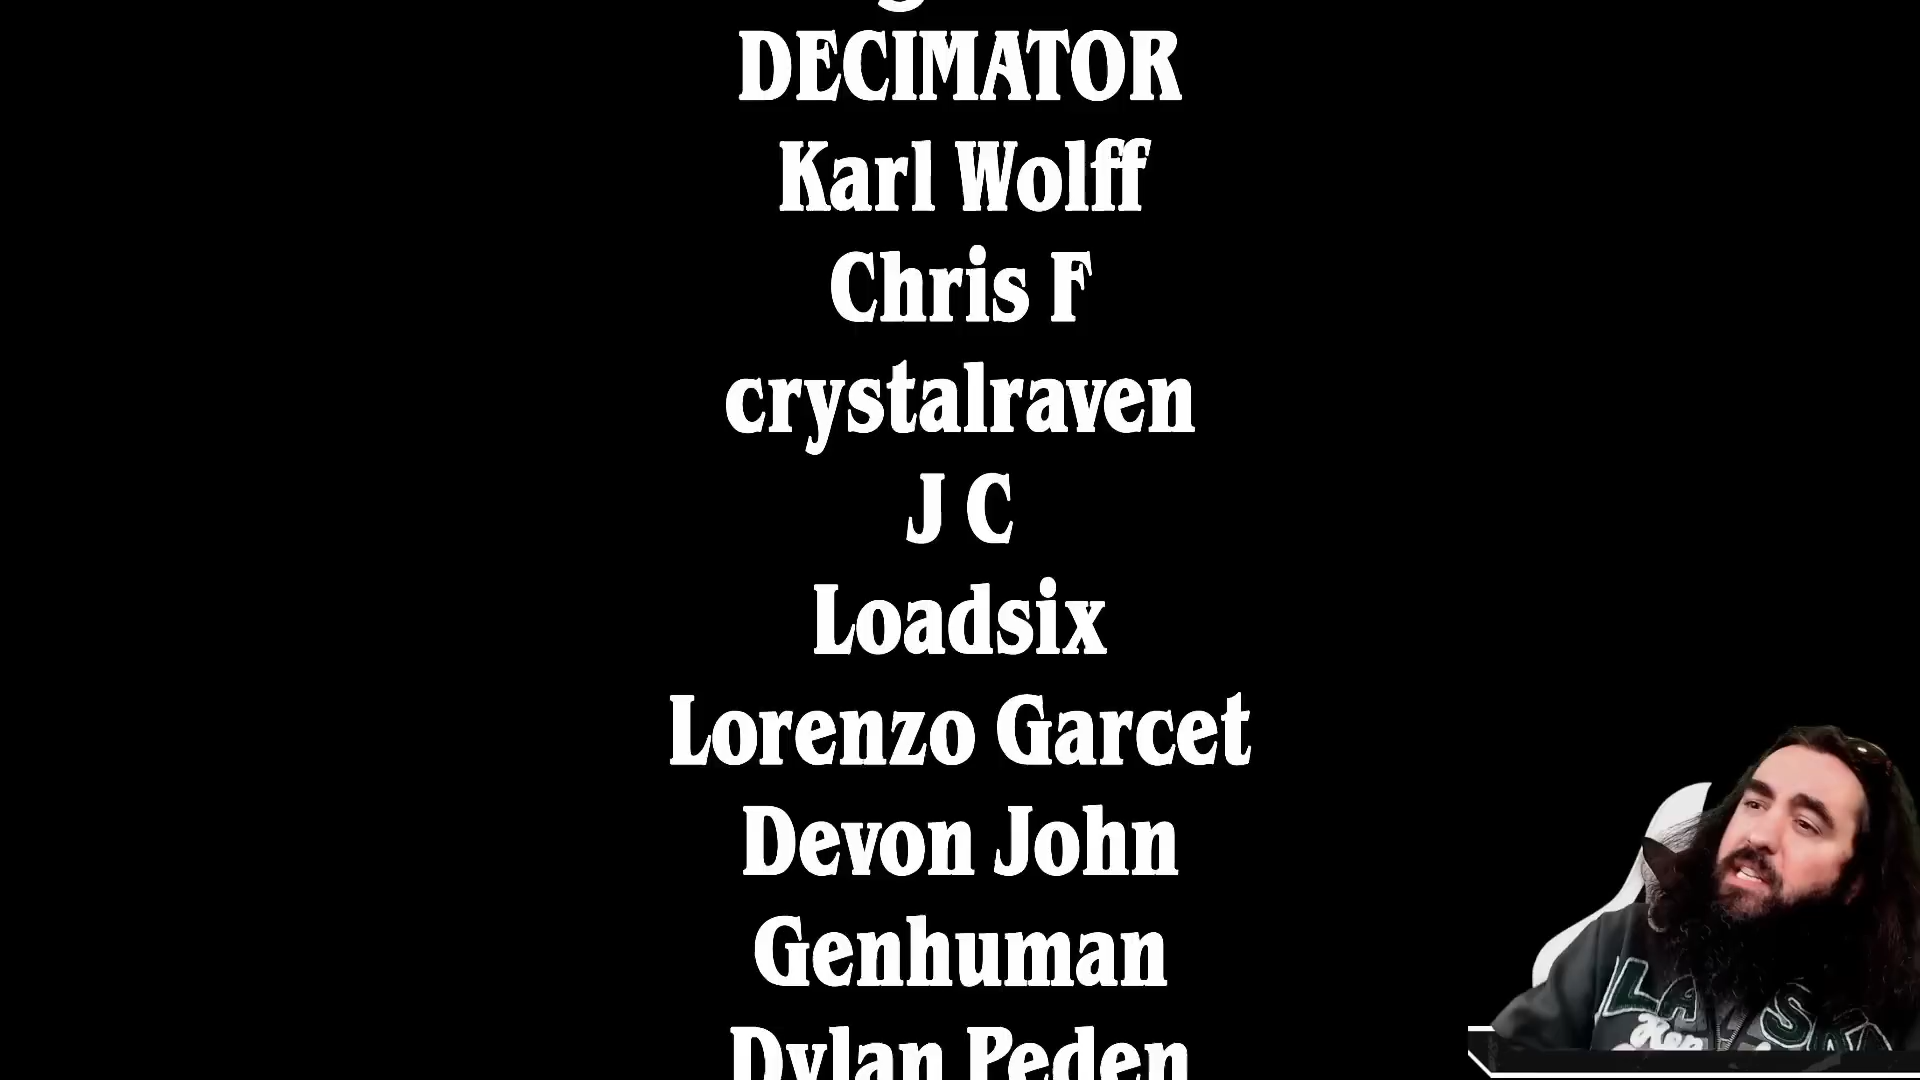 DECIMATOR
Karl Wolff
Chris F
crystalraven
J C
Loadsix
Lorenzo Garcet
Devon John
Genhuman
Dylan Peden